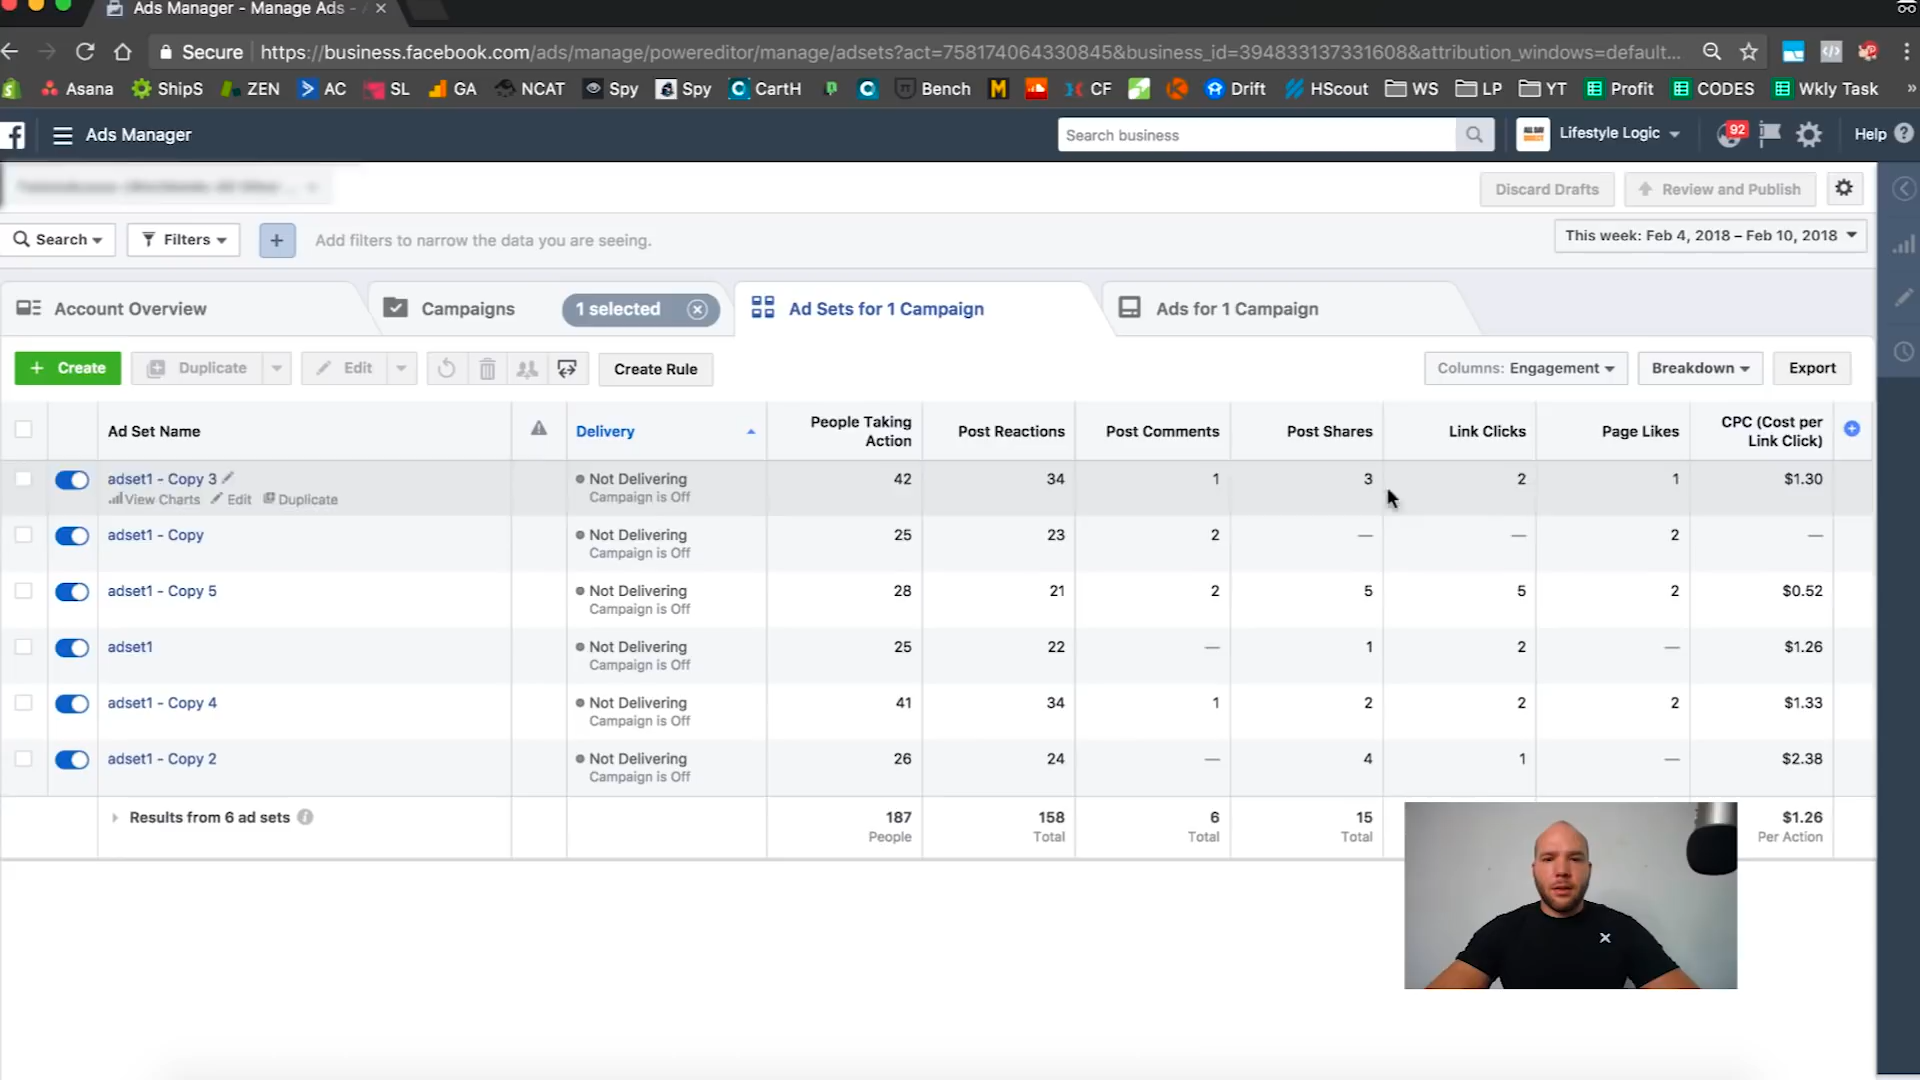 Ads Manager - Manage Ads -
Secure https://business.facebook.com/ads/manage/powereditor/manage/adsets?act=758174064330845&business_id=394833137331608&attribution_windows=default...
Asana ShipS ZEN AC SL GA NCAT Spy Spy CartH Bench CF Drift HScout WS LP YT Profit CODES Wkly Task »
Ads Manager Search business Lifestyle Logic 92 Help
Discard Drafts Review and Publish
Search Filters + Add filters to narrow the data you are seeing. This week: Feb 4, 2018 – Feb 10, 2018
Account Overview Campaigns 1 selected Ad Sets for 1 Campaign Ads for 1 Campaign
+ Create Duplicate Edit Create Rule Columns: Engagement Breakdown Export
Ad Set Name Delivery People Taking Action Post Reactions Post Comments Post Shares Link Clicks Page Likes CPC (Cost per Link Click)
adset1 - Copy 3 Not Delivering 42 34 1 3 2 1 $1.30
View Charts Edit Duplicate Campaign is Off
adset1 - Copy Not Delivering 25 23 2 — — 2 —
Campaign is Off
adset1 - Copy 5 Not Delivering 28 21 2 5 5 2 $0.52
Campaign is Off
adset1 Not Delivering 25 22 — 1 2 — $1.26
Campaign is Off
adset1 - Copy 4 Not Delivering 41 34 1 2 2 2 $1.33
Campaign is Off
adset1 - Copy 2 Not Delivering 26 24 — 4 1 — $2.38
Campaign is Off
Results from 6 ad sets 187 158 6 15 $1.26
People Total Total Total Per Action